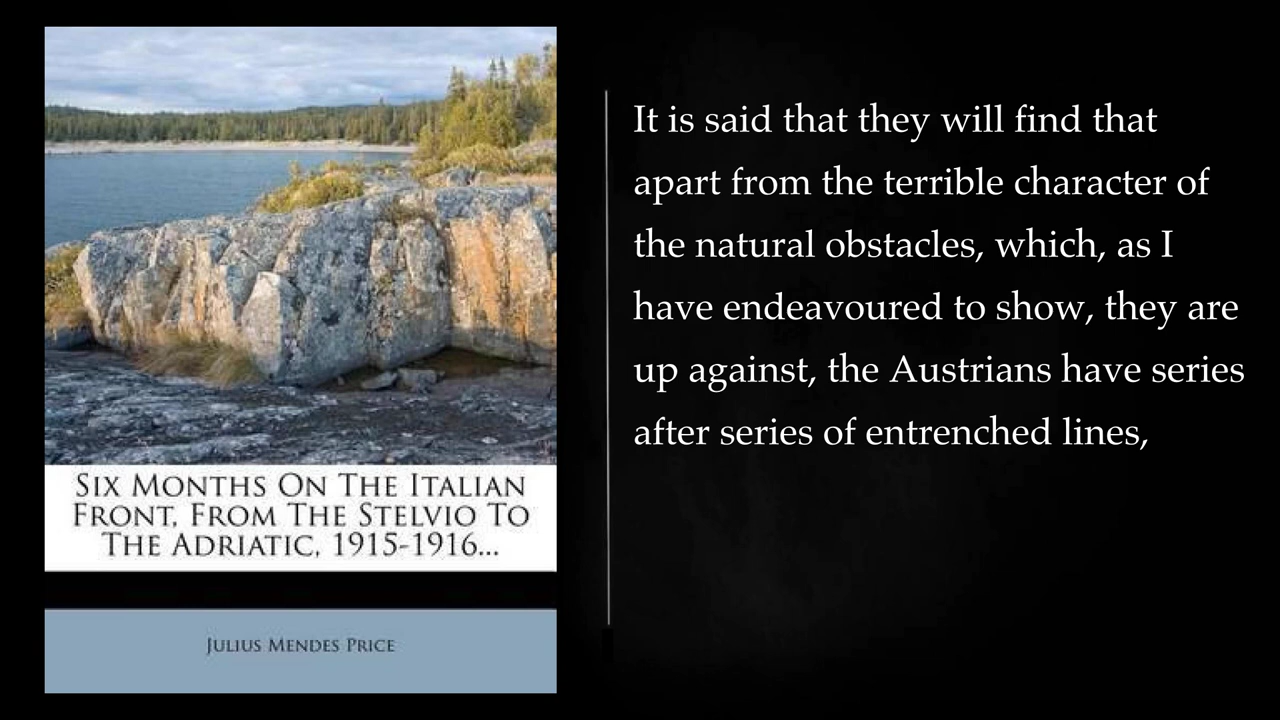 Six Months On The Italian
Front, From The Stelvio To
The Adriatic, 1915-1916...
Julius Mendes Price
It is said that they will find that
apart from the terrible character of
the natural obstacles, which, as I
have endeavoured to show, they are
up against, the Austrians have series
after series of entrenched lines,